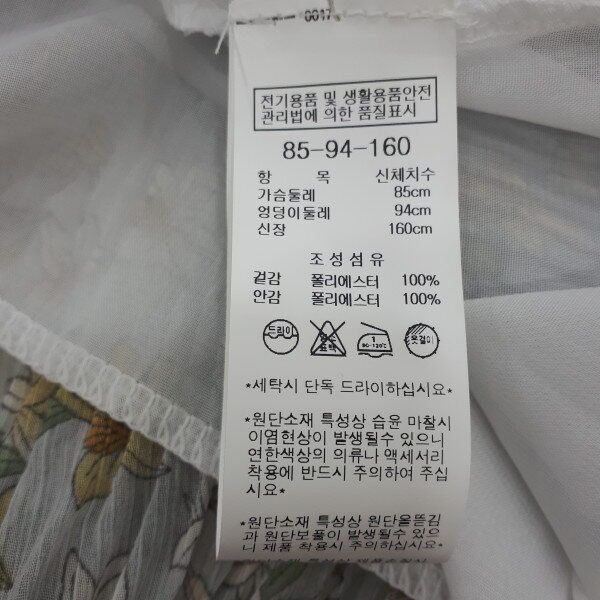 0017
전기용품 및 생활용품안전
관리법에 의한 품질표시
85-94-160
항 목 신체치수
가슴둘레 85cm
엉덩이둘레 94cm
신장 160cm
조성섬유
겉감 폴리에스터 100%
안감 폴리에스터 100%
드라이 표백 1 80-120℃ 옷걸이
*세탁시 단독 드라이하십시요*
*원단소재 특성상 습윤 마찰시
이염현상이 발생될수 있으니
연한색상의 의류나 액세서리
착용에 반드시 주의하여 주십
시요*
*원단소재 특성상 원단올뜯김
과 원단보풀이 발생될수 있으
니 제품 착용시 주의하십시요*